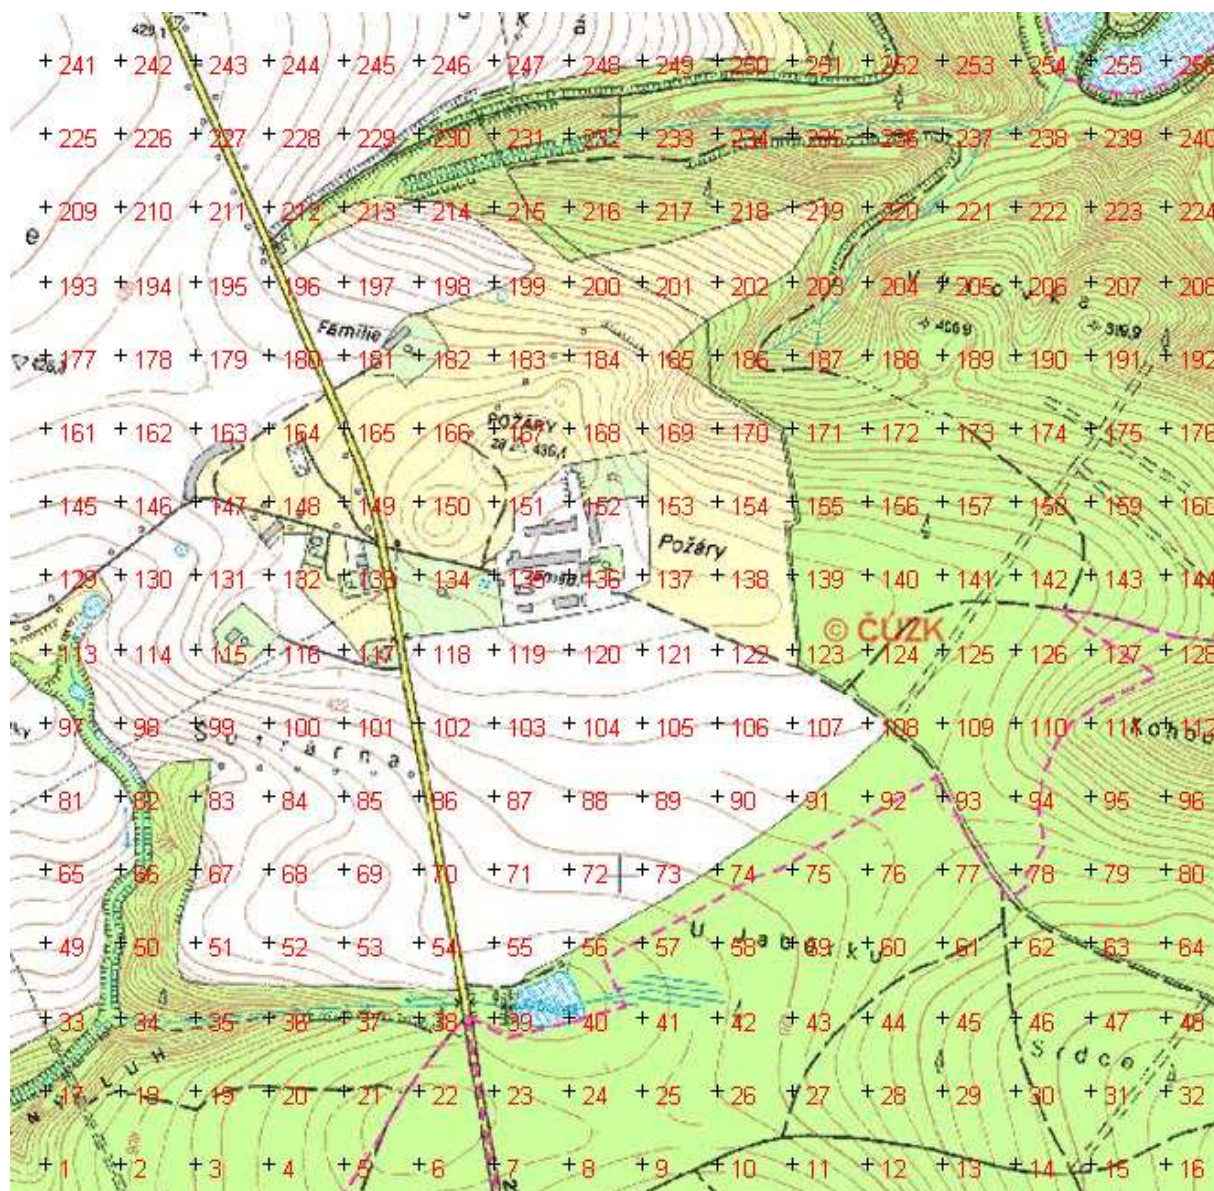 241 242 243 244 245 246 247 248 249 250 251 252 253 254 255 256
225 226 227 228 229 230 231 232 233 234 235 236 237 238 239 240
209 210 211 212 213 214 215 216 217 218 219 220 221 222 223 224
e
193 194 195 196 197 198 199 200 201 202 203 204 205 206 207 208
Familie
177 178 179 180 181 182 183 184 185 186 187 188 189 190 191 192
POŽÁRY
161 162 163 164 165 166 167 168 169 170 171 172 173 174 175 176
145 146 147 148 149 150 151 152 153 154 155 156 157 158 159 160
Požáry
129 130 131 132 133 134 135 136 137 138 139 140 141 142 143 144
© ČÚZK
113 114 115 116 117 118 119 120 121 122 123 124 125 126 127 128
422
97 98 99 100 101 102 103 104 105 106 107 108 109 110 111 112
Šutrárna
81 82 83 84 85 86 87 88 89 90 91 92 93 94 95 96
65 66 67 68 69 70 71 72 73 74 75 76 77 78 79 80
49 50 51 52 53 54 55 56 57 58 59 60 61 62 63 64
33 34 35 36 37 38 39 40 41 42 43 44 45 46 47 48
Srdce
17 18 19 20 21 22 23 24 25 26 27 28 29 30 31 32
1 2 3 4 5 6 7 8 9 10 11 12 13 14 15 16